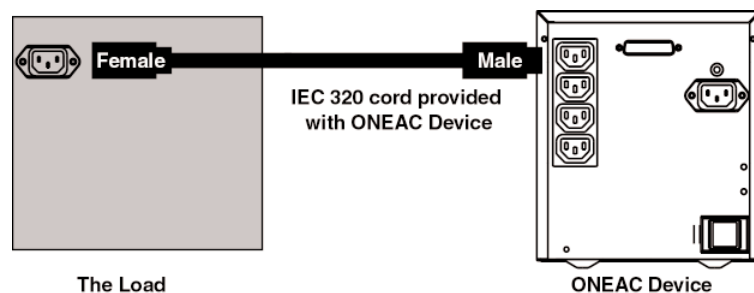 Female
Male
IEC 320 cord provided
with ONEAC Device
The Load
ONEAC Device